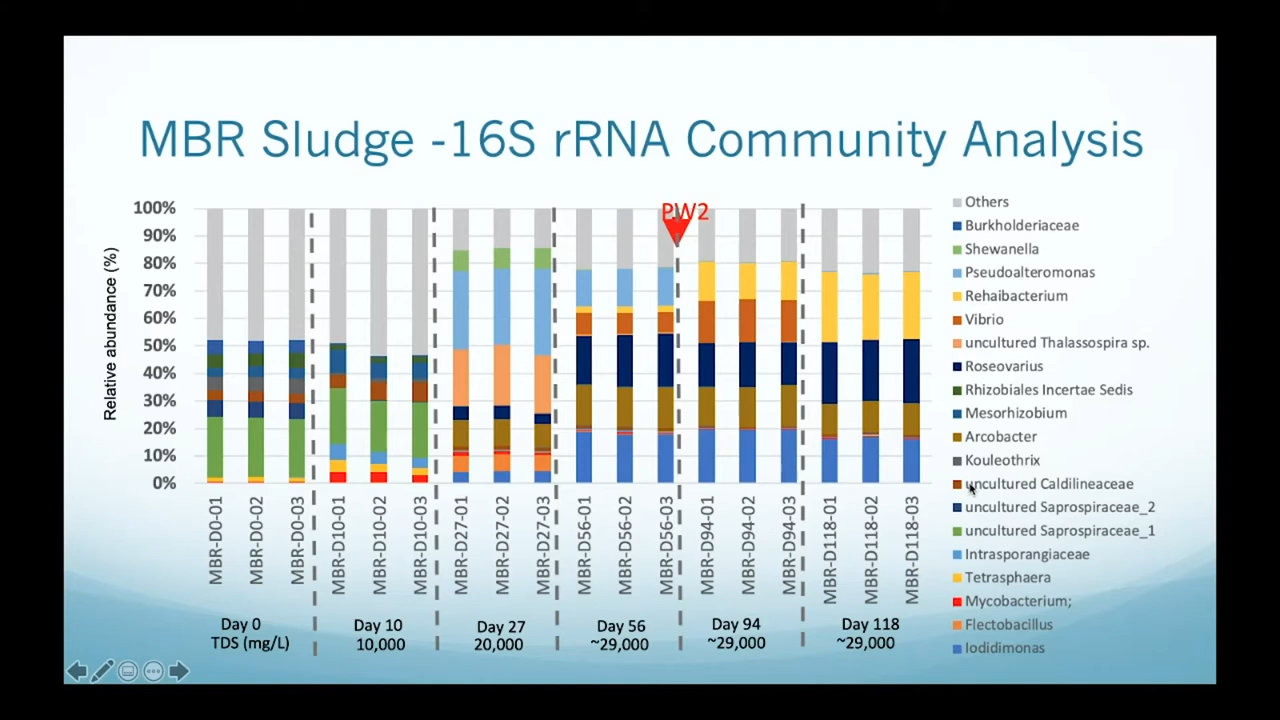 MBR Sludge -16S rRNA Community Analysis
PW2
Relative abundance (%)
100%
90%
80%
70%
60%
50%
40%
30%
20%
10%
0%
MBR-D0-01
MBR-D0-02
MBR-D0-03
MBR-D10-01
MBR-D10-02
MBR-D10-03
MBR-D27-01
MBR-D27-02
MBR-D27-03
MBR-D56-01
MBR-D56-02
MBR-D56-03
MBR-D94-01
MBR-D94-02
MBR-D94-03
MBR-D118-01
MBR-D118-02
MBR-D118-03
Day 0
TDS (mg/L)
Day 10
10,000
Day 27
20,000
Day 56
~29,000
Day 94
~29,000
Day 118
~29,000
Others
Burkholderiaceae
Shewanella
Pseudoalteromonas
Rehaibacterium
Vibrio
uncultured Thalassospira sp.
Roseovarius
Rhizobiales Incertae Sedis
Mesorhizobium
Arcobacter
Kouleothrix
uncultured Caldilineaceae
uncultured Saprospiraceae_2
uncultured Saprospiraceae_1
Intrasporangiaceae
Tetrasphaera
Mycobacterium;
Flectobacillus
Iodidimonas